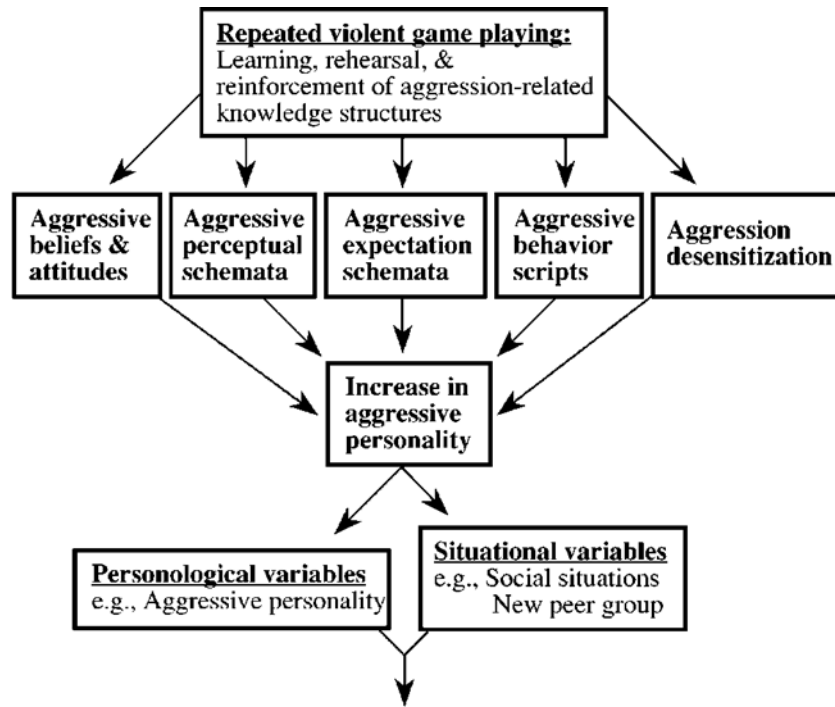 Repeated violent game playing:
Learning, rehearsal, &
reinforcement of aggression-related
knowledge structures
Aggressive
beliefs &
attitudes
Aggressive
perceptual
schemata
Aggressive
expectation
schemata
Aggressive
behavior
scripts
Aggression
desensitization
Increase in
aggressive
personality
Personological variables
e.g., Aggressive personality
Situational variables
e.g., Social situations
New peer group